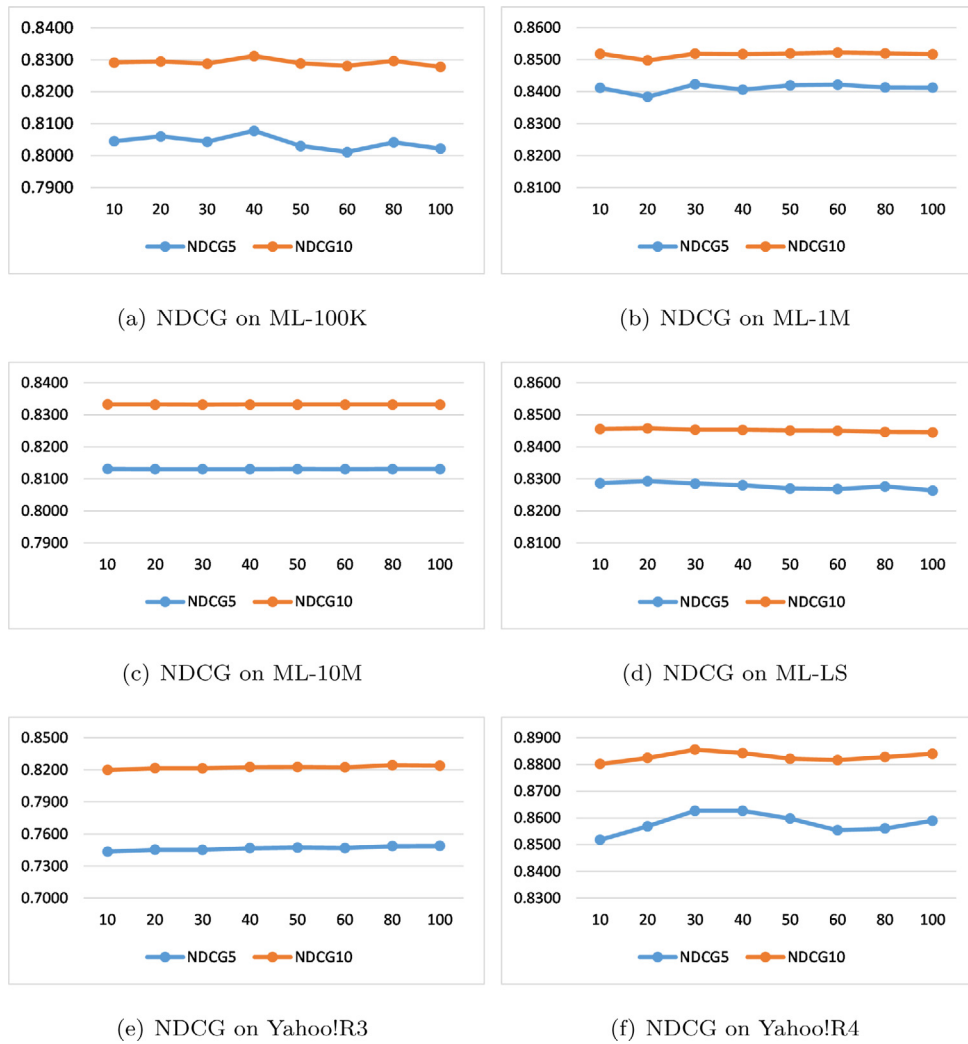 0.8400
0.8300
0.8200
0.8100
0.8000
0.7900
10 20 30 40 50 60 80 100
NDCG5 NDCG10
(a) NDCG on ML-100K
0.8600
0.8500
0.8400
0.8300
0.8200
0.8100
10 20 30 40 50 60 80 100
NDCG5 NDCG10
(b) NDCG on ML-1M
0.8400
0.8300
0.8200
0.8100
0.8000
0.7900
10 20 30 40 50 60 80 100
NDCG5 NDCG10
(c) NDCG on ML-10M
0.8600
0.8500
0.8400
0.8300
0.8200
0.8100
10 20 30 40 50 60 80 100
NDCG5 NDCG10
(d) NDCG on ML-LS
0.8500
0.8200
0.7900
0.7600
0.7300
0.7000
10 20 30 40 50 60 80 100
NDCG5 NDCG10
(e) NDCG on Yahoo!R3
0.8900
0.8800
0.8700
0.8600
0.8500
0.8400
0.8300
10 20 30 40 50 60 80 100
NDCG5 NDCG10
(f) NDCG on Yahoo!R4